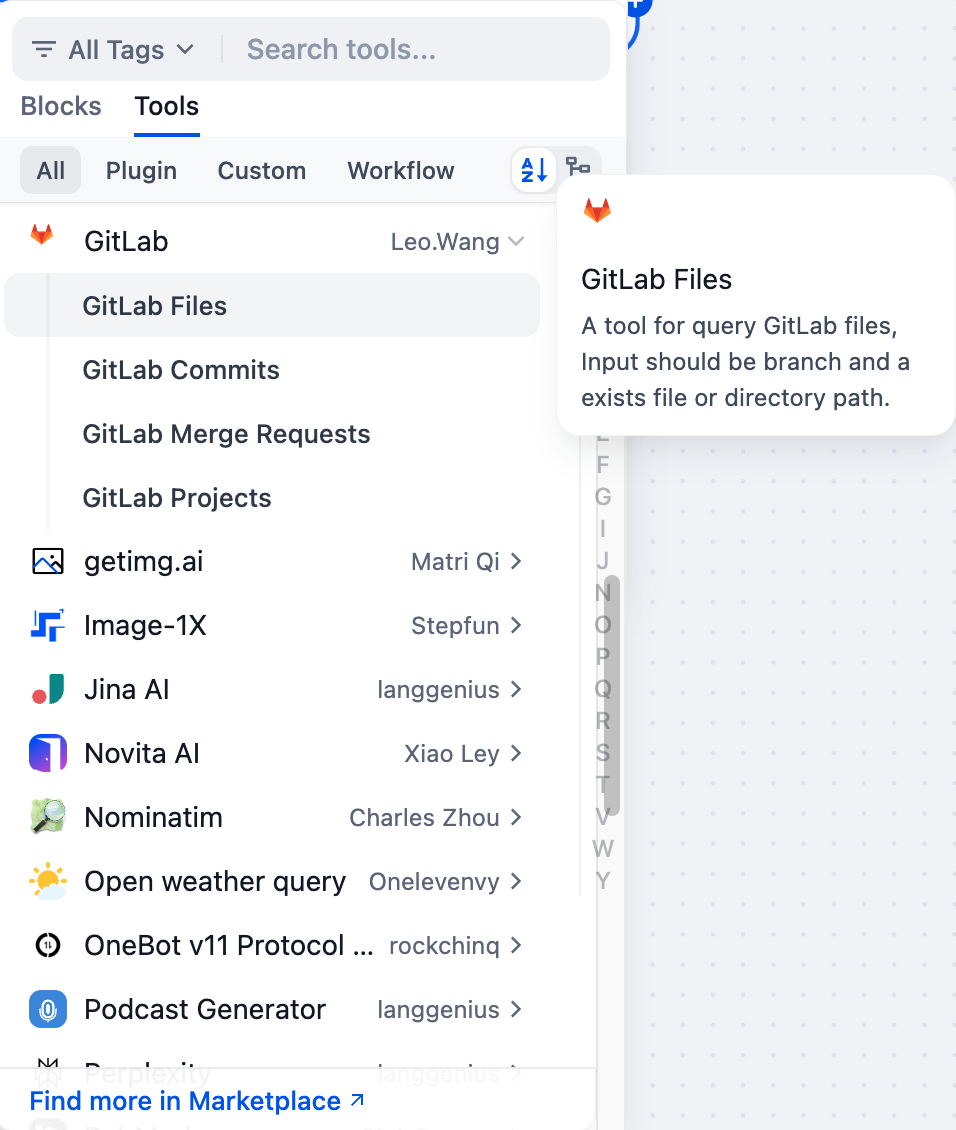 All Tags
Search tools...
Blocks
Tools
All
Plugin
Custom
Workflow
GitLab
Leo.Wang
GitLab Files
GitLab Commits
GitLab Merge Requests
GitLab Projects
GitLab Files
A tool for query GitLab files,
Input should be branch and a
exists file or directory path.
getimg.ai
Matri Qi
Image-1X
Stepfun
Jina AI
langgenius
Novita AI
Xiao Ley
Nominatim
Charles Zhou
Open weather query
Onelevenvy
OneBot v11 Protocol ...
rockchinq
Podcast Generator
langgenius
Perplexity
langgenius
Find more in Marketplace
F
G
I
J
N
O
P
Q
R
S
T
V
W
Y